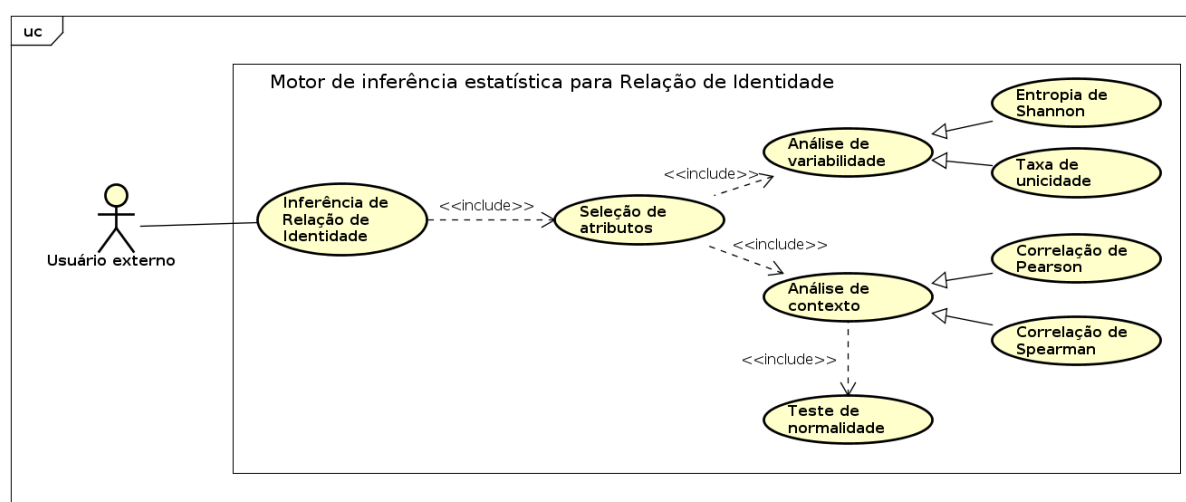 uc
Motor de inferência estatística para Relação de Identidade
Usuário externo
Inferência de
Relação de
Identidade
<<include>>
Seleção de
atributos
<<include>>
Análise de
variabilidade
Entropia de
Shannon
Taxa de
unicidade
<<include>>
Análise de
contexto
Correlação de
Pearson
Correlação de
Spearman
<<include>>
Teste de
normalidade